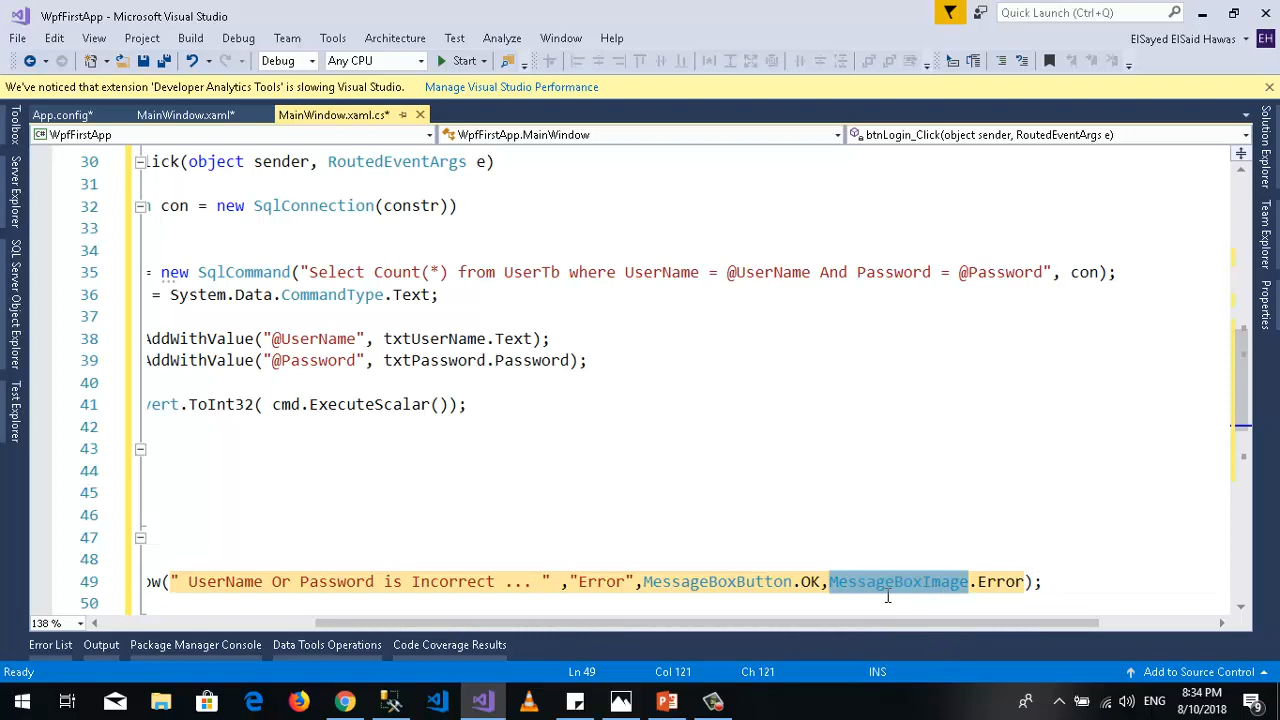 WpfFirstApp - Microsoft Visual Studio
Quick Launch (Ctrl+Q)
File Edit View Project Build Debug Team Tools Architecture Test Analyze Window Help
ElSayed ElSaid Hawas EH
Debug Any CPU Start
We've noticed that extension 'Developer Analytics Tools' is slowing Visual Studio. Manage Visual Studio Performance
App.config* MainWindow.xaml* MainWindow.xaml.cs*
WpfFirstApp WpfFirstApp.MainWindow btnLogin_Click(object sender, RoutedEventArgs e)
Toolbox
Server Explorer
SQL Server Object Explorer
Test Explorer
30 lick(object sender, RoutedEventArgs e)
31
32 n con = new SqlConnection(constr))
33
34
35 = new SqlCommand("Select Count(*) from UserTb where UserName = @UserName And Password = @Password", con);
36 = System.Data.CommandType.Text;
37
38 AddWithValue("@UserName", txtUserName.Text);
39 AddWithValue("@Password", txtPassword.Password);
40
41 vert.ToInt32( cmd.ExecuteScalar());
42
43
44
45
46
47
48
49 ow(" UserName Or Password is Incorrect ... " ,"Error",MessageBoxButton.OK,MessageBoxImage.Error);
50
Solution Explorer
Team Explorer
Properties
138 %
Error List Output Package Manager Console Data Tools Operations Code Coverage Results
Ready Ln 49 Col 121 Ch 121 INS Add to Source Control
ENG
8:34 PM
8/10/2018
9